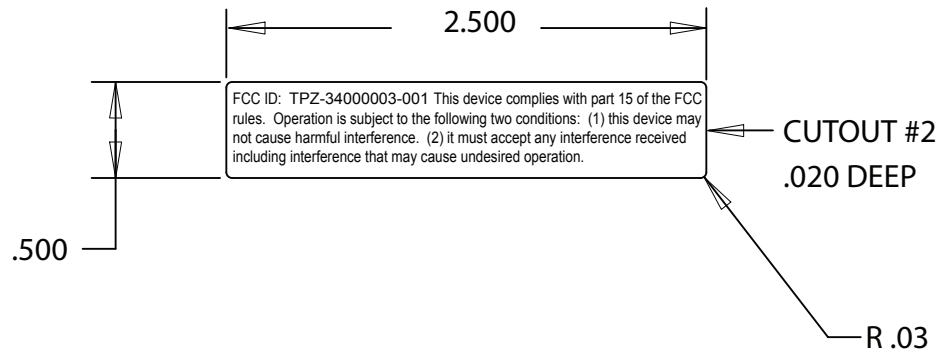 2.500
FCC ID: TPZ-34000003-001 This device complies with part 15 of the FCC
rules. Operation is subject to the following two conditions: (1) this device may
not cause harmful interference. (2) it must accept any interference received
including interference that may cause undesired operation.
CUTOUT #2
.020 DEEP
.500
R .03